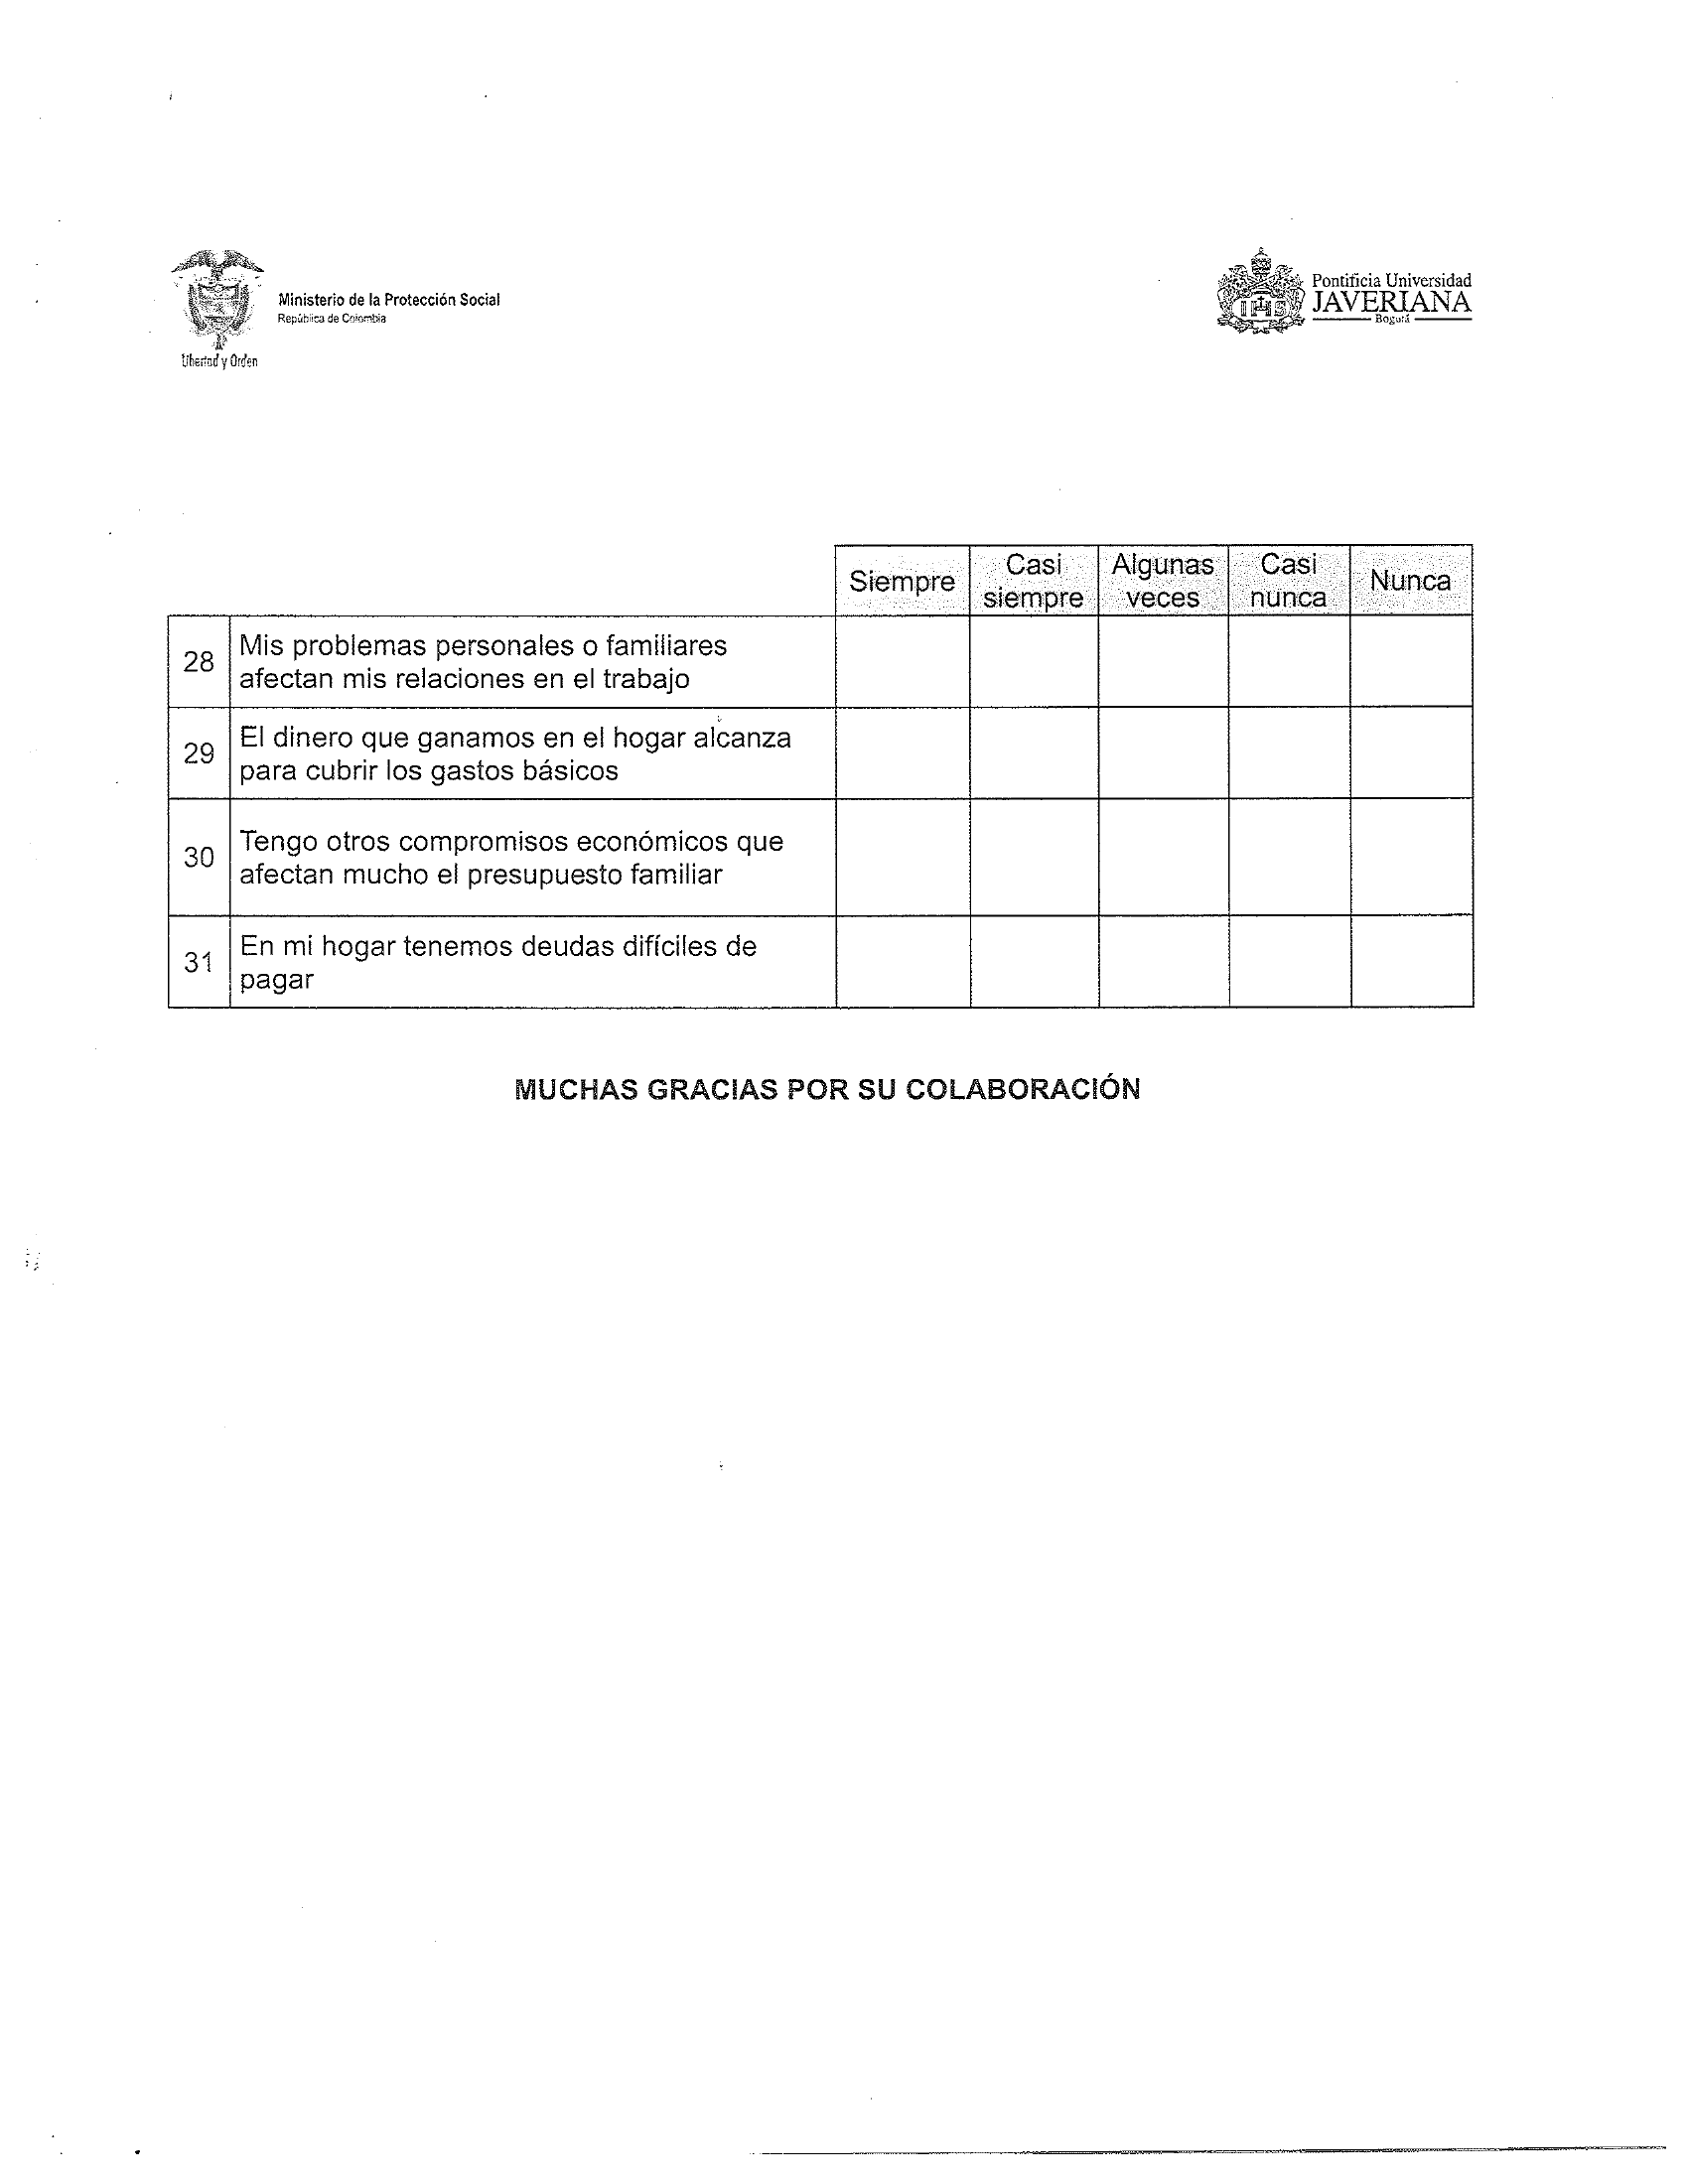 Ministerio de la Protección Social
República de Colombia
Libertad y Orden
Pontificia Universidad
JAVERIANA
Bogotá
Siempre
Casi
siempre
Algunas
veces
Casi
nunca
Nunca
28
Mis problemas personales o familiares
afectan mis relaciones en el trabajo
29
El dinero que ganamos en el hogar alcanza
para cubrir los gastos básicos
30
Tengo otros compromisos económicos que
afectan mucho el presupuesto familiar
31
En mi hogar tenemos deudas difíciles de
pagar
MUCHAS GRACIAS POR SU COLABORACIÓN